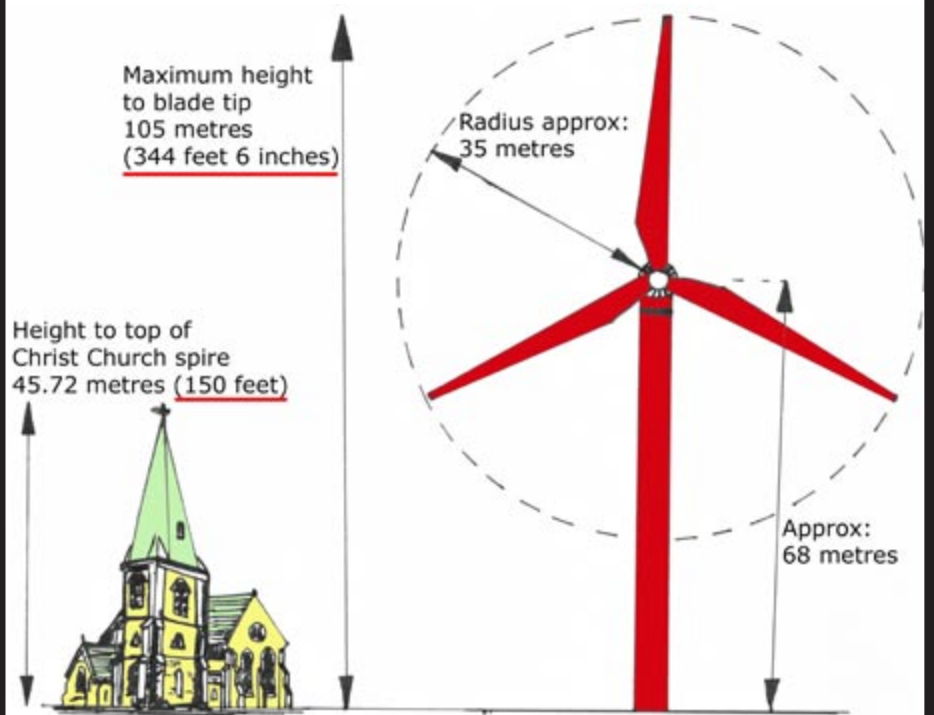 Maximum height
to blade tip
105 metres
(344 feet 6 inches)
Radius approx:
35 metres
Height to top of
Christ Church spire
45.72 metres (150 feet)
Approx:
68 metres